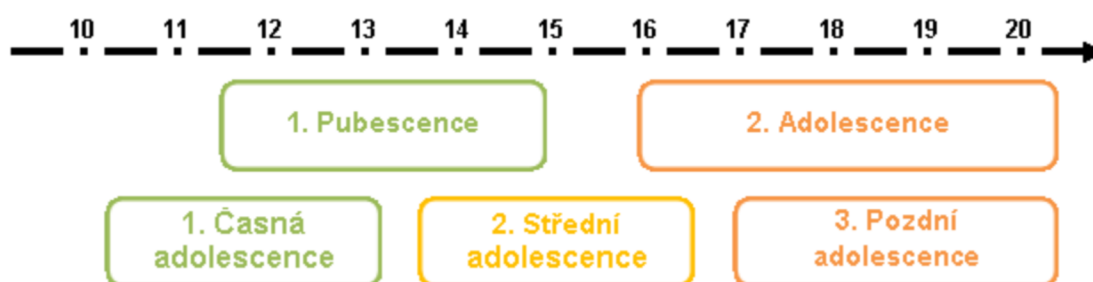 10 11 12 13 14 15 16 17 18 19 20
1. Pubescence 2. Adolescence
1. Časná 2. Střední 3. Pozdní
adolescence adolescence adolescence